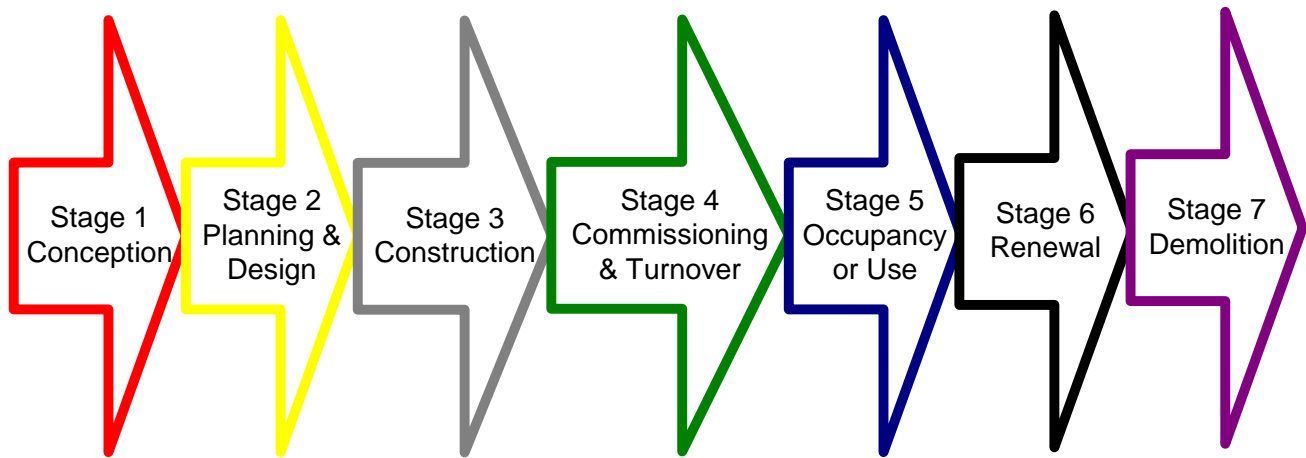 Stage 1
Conception
Stage 2
Planning &
Design
Stage 3
Construction
Stage 4
Commissioning
& Turnover
Stage 5
Occupancy
or Use
Stage 6
Renewal
Stage 7
Demolition